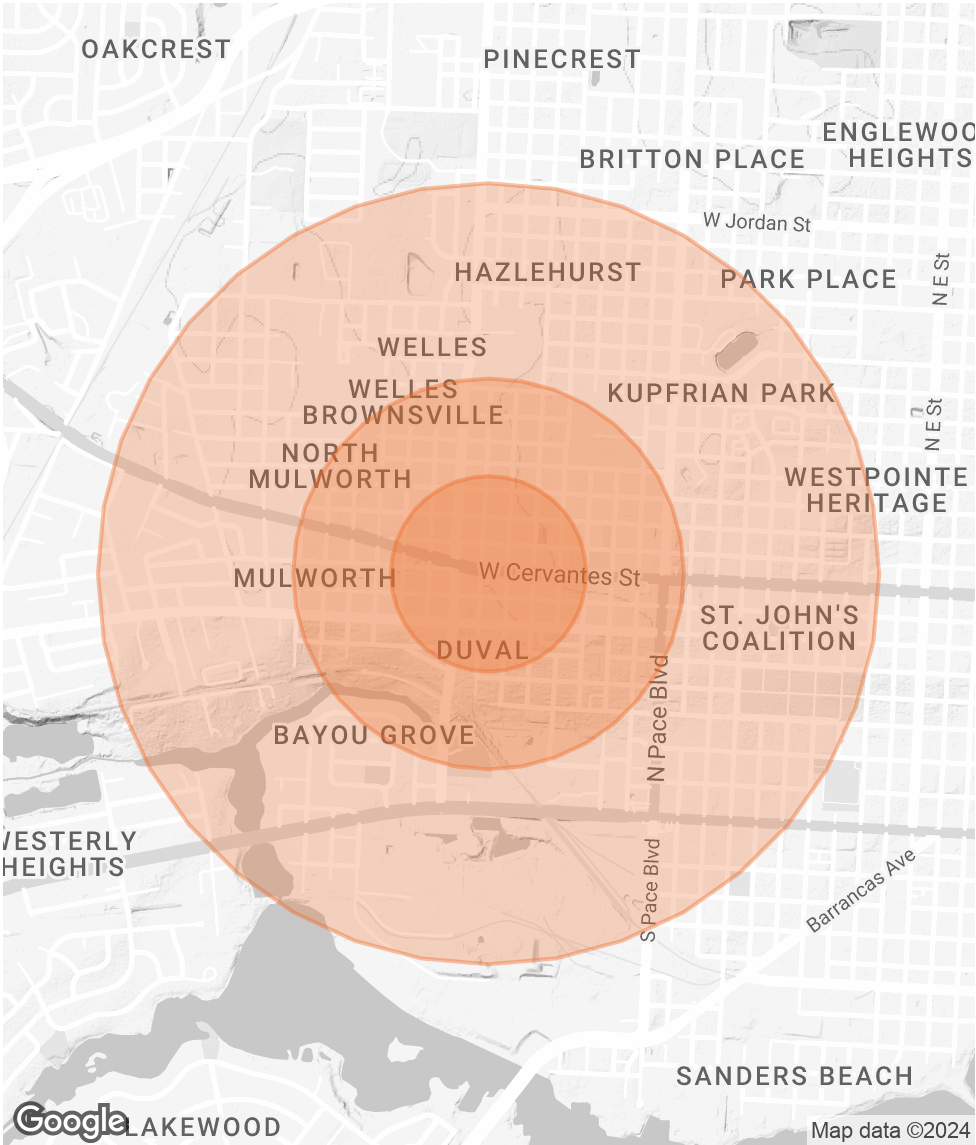 OAKCREST
PINECREST
ENGLEWOO
HEIGHTS
BRITTON PLACE
W Jordan St
HAZLEHURST
PARK PLACE
N E St
WELLES
WELLES
BROWNSVILLE
KUPFRIAN PARK
N E St
NORTH
MULWORTH
WESTPOINTE
HERITAGE
MULWORTH
W Cervantes St
ST. JOHN'S
COALITION
DUVAL
N Pace Blvd
BAYOU GROVE
WESTERLY
HEIGHTS
S Pace Blvd
Barrancas Ave
SANDERS BEACH
Google
LAKEWOOD
Map data ©2024